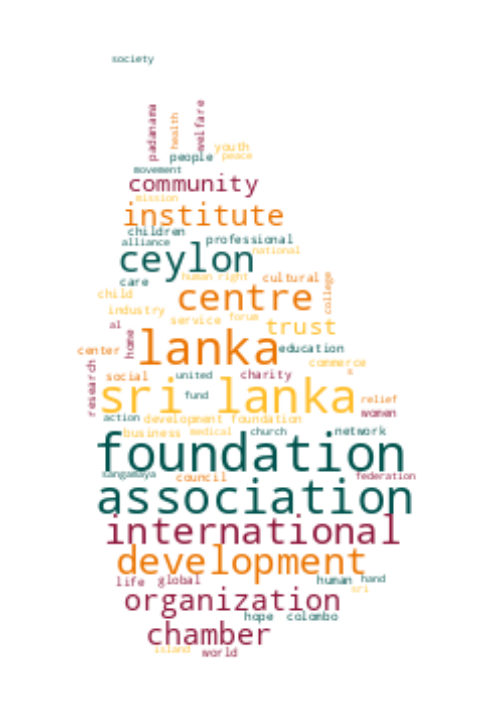 society
padanama
health
welfare
youth
people peace
movement
community
mission
institute
children
alliance professional
ceylon national
care human right cultural
child centre college
industry
service forum
al home trust
lanka
center education
commerce
research social united charity s
sri lanka
fund relief
action development foundation women
business medical church network
foundation
sangamaya council federation
association
international
development
life global human hand
sri
organization
hope colombo
chamber
island world